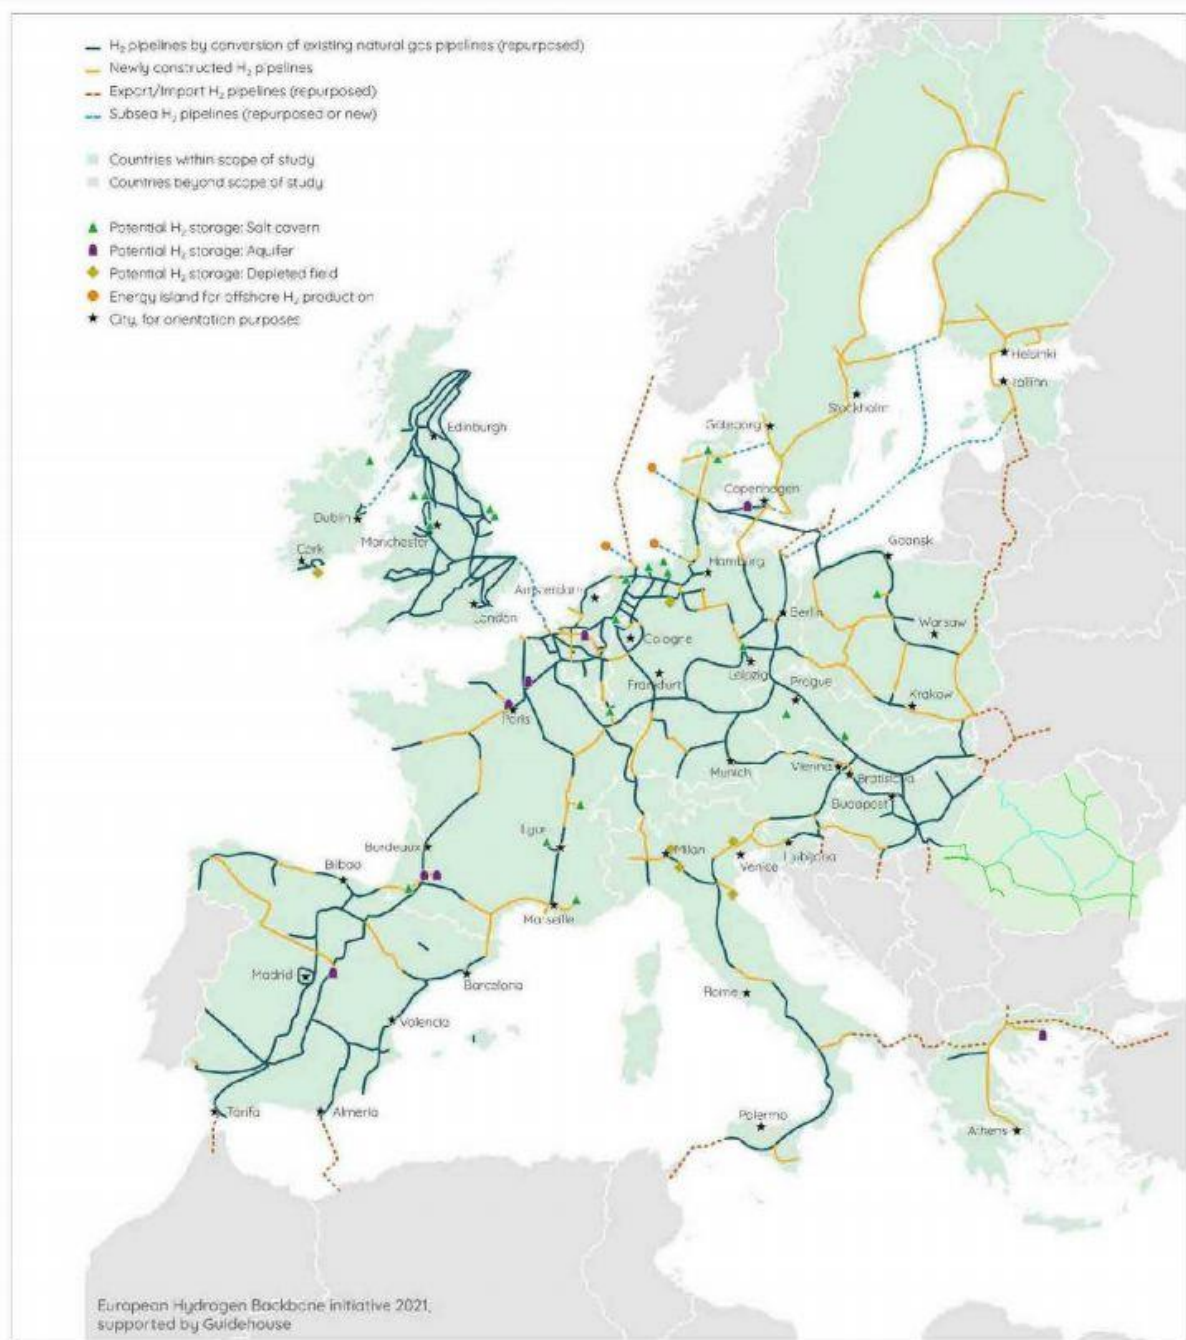 H₂ pipelines by conversion of existing natural gas pipelines (repurposed)
Newly constructed H₂ pipelines
Export/Import H₂ pipelines (repurposed)
Subsea H₂ pipelines (repurposed or new)
Countries within scope of study
Countries beyond scope of study
Potential H₂ storage: Salt cavern
Potential H₂ storage: Aquifer
Potential H₂ storage: Depleted field
Energy island for offshore H₂ production
City, for orientation purposes
Helsinki
Tallinn
Stockholm
Göteborg
Edinburgh
Copenhagen
Dublin
Manchester
Gdansk
Cork
Hamburg
Amsterdam
London
Berlin
Warsaw
Cologne
Leipzig
Frankfurt
Prague
Krakow
Paris
Munich
Vienna
Bratislava
Budapest
Lyon
Bordeaux
Milan
Venice
Ljubljana
Bilbao
Marseille
Madrid
Barcelona
Rome
Valencia
Tarifa
Almería
Palermo
Athens
European Hydrogen Backbone initiative 2021,
supported by Guidehouse